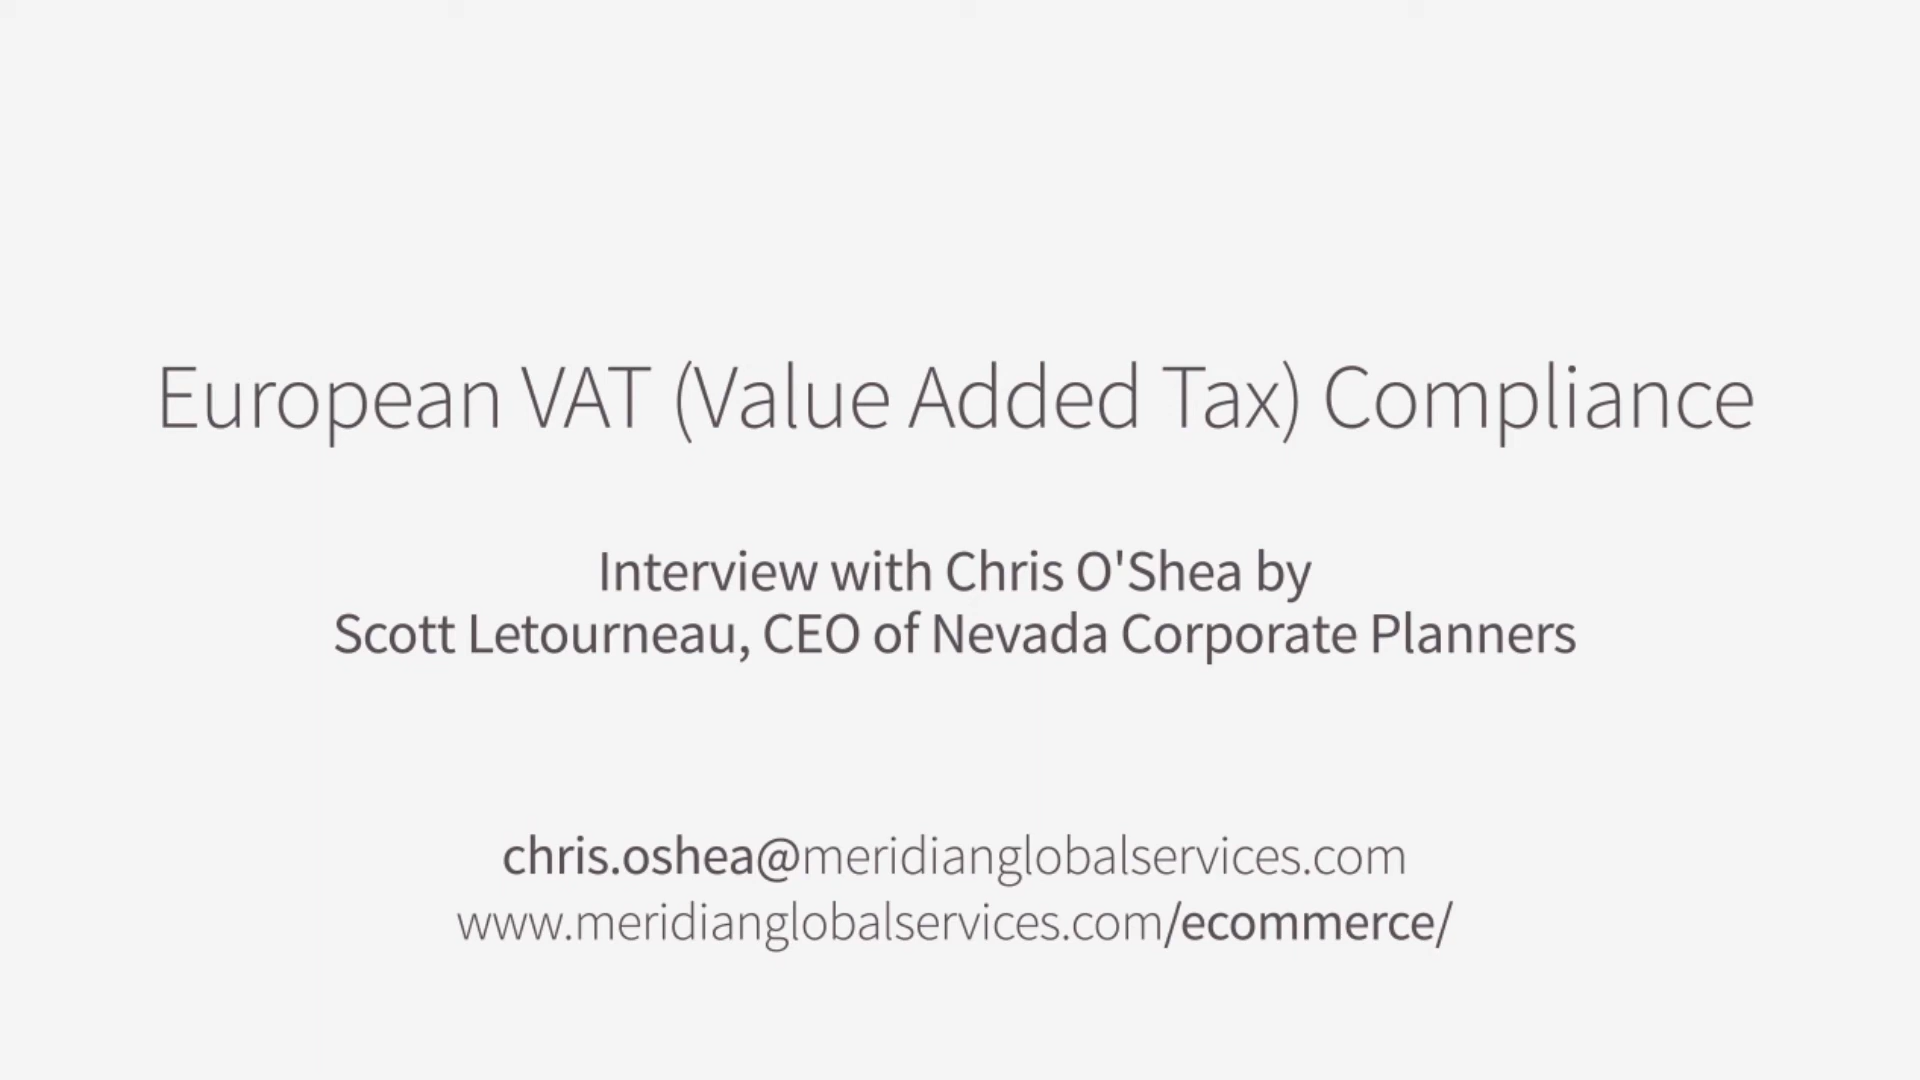 European VAT (Value Added Tax) Compliance
Interview with Chris O'Shea by
Scott Letourneau, CEO of Nevada Corporate Planners
chris.oshea@meridianglobalservices.com
www.meridianglobalservices.com/ecommerce/